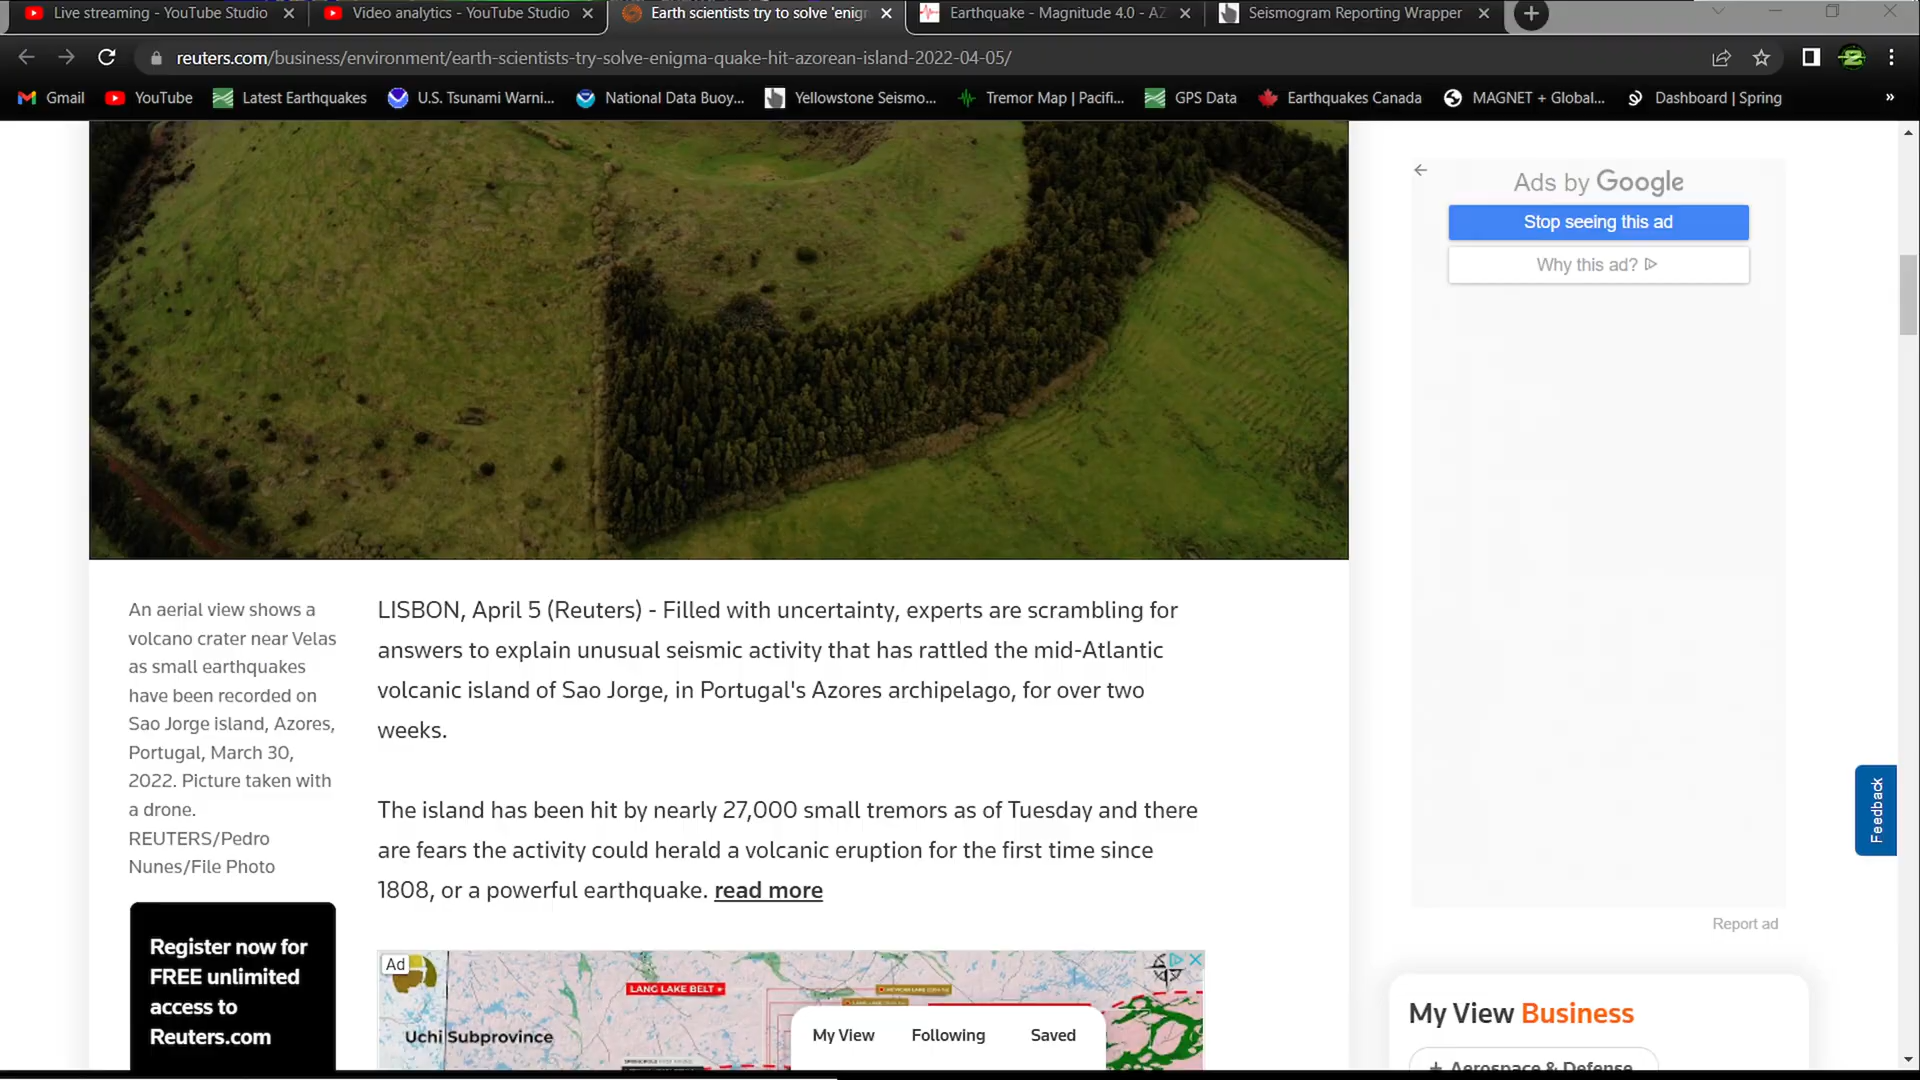 Live streaming - YouTube Studio
Video analytics - YouTube Studio
Earth scientists try to solve 'enig
Earthquake - Magnitude 4.0 - AZ
Seismogram Reporting Wrapper
reuters.com/business/environment/earth-scientists-try-solve-enigma-quake-hit-azorean-island-2022-04-05/
Gmail
YouTube
Latest Earthquakes
U.S. Tsunami Warni...
National Data Buoy...
Yellowstone Seismo...
Tremor Map | Pacifi...
GPS Data
Earthquakes Canada
MAGNET + Global...
Dashboard | Spring
»
Ads by Google
Stop seeing this ad
Why this ad?
An aerial view shows a
volcano crater near Velas
as small earthquakes
have been recorded on
Sao Jorge island, Azores,
Portugal, March 30,
2022. Picture taken with
a drone.
REUTERS/Pedro
Nunes/File Photo
Register now for
FREE unlimited
access to
Reuters.com
LISBON, April 5 (Reuters) - Filled with uncertainty, experts are scrambling for
answers to explain unusual seismic activity that has rattled the mid-Atlantic
volcanic island of Sao Jorge, in Portugal's Azores archipelago, for over two
weeks.
The island has been hit by nearly 27,000 small tremors as of Tuesday and there
are fears the activity could herald a volcanic eruption for the first time since
1808, or a powerful earthquake. read more
Ad
LANG LAKE BELT
Uchi Subprovince
My View
Following
Saved
Feedback
Report ad
My View Business
+ Aerospace & Defense